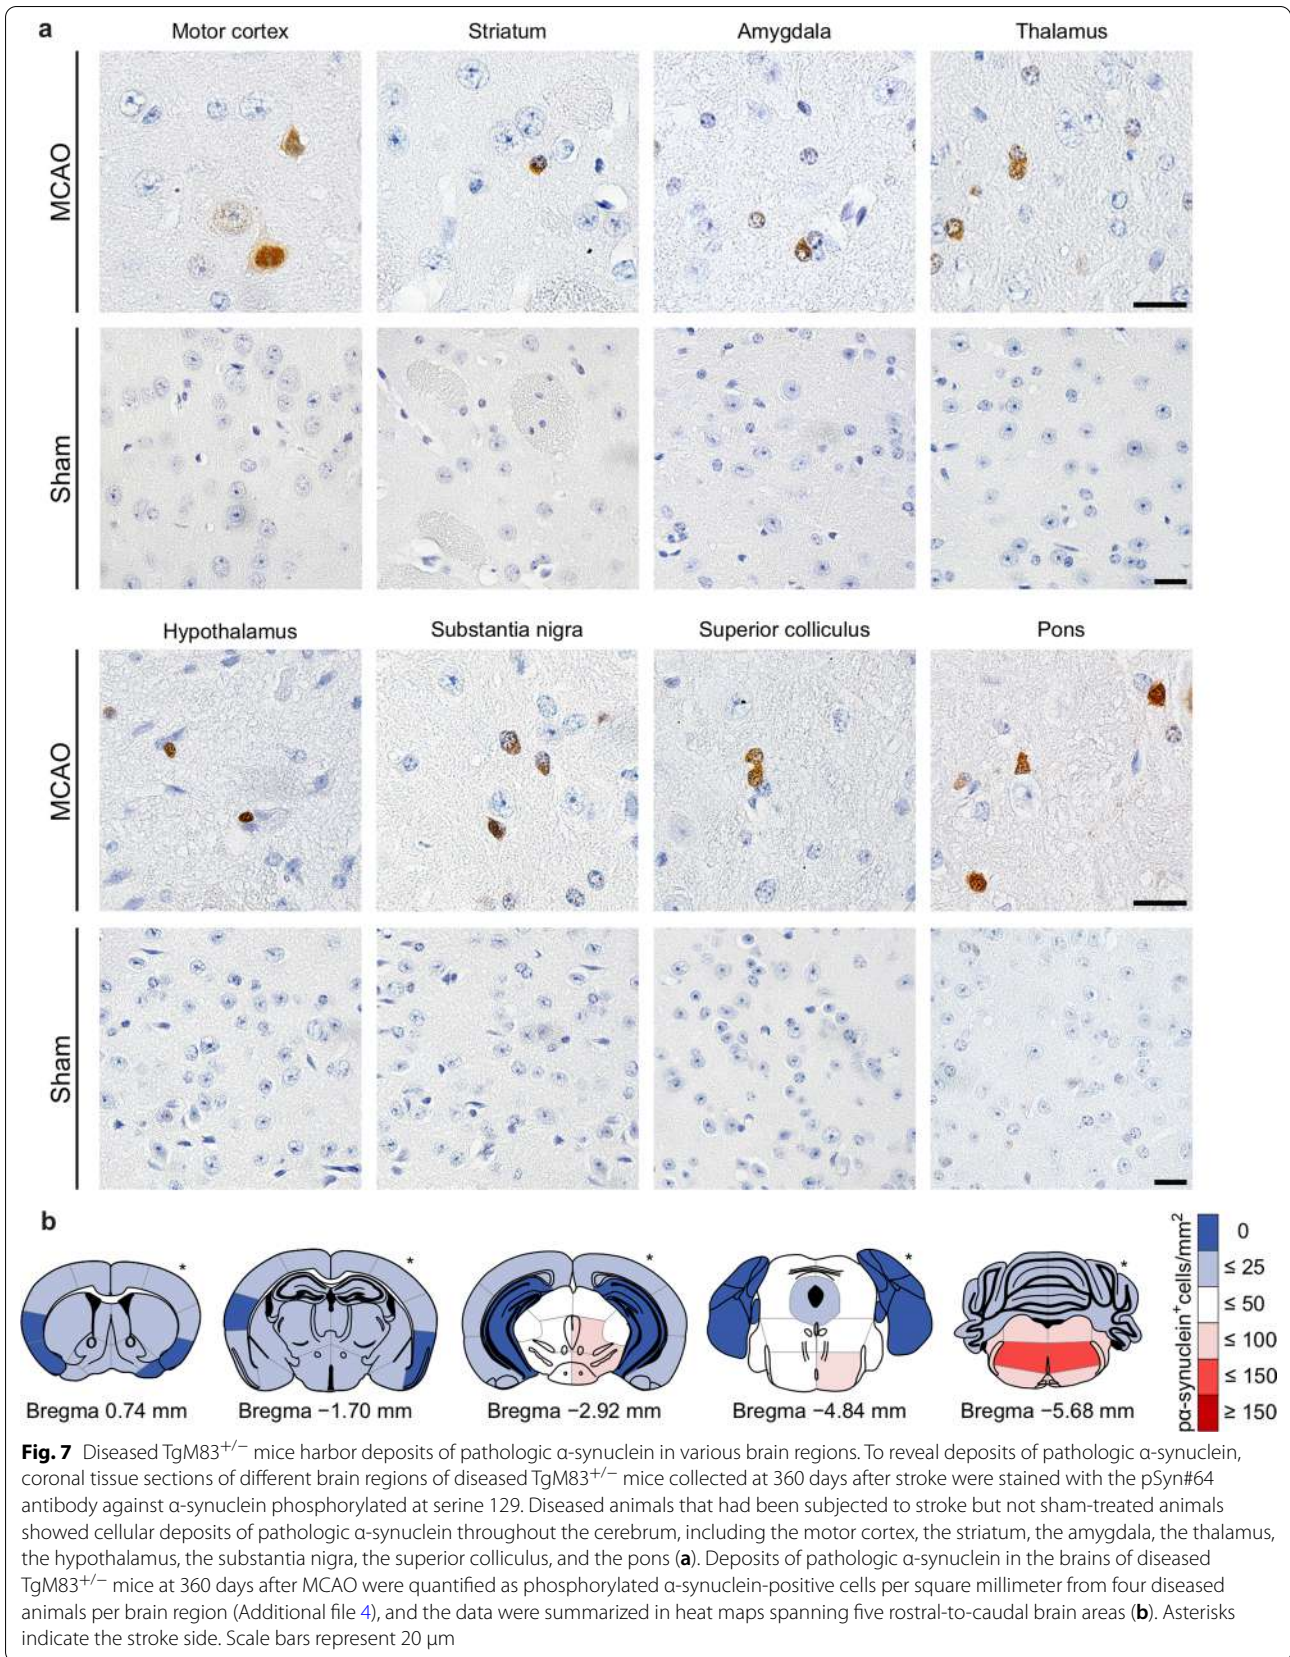 a
Motor cortex Striatum Amygdala Thalamus
MCAO
Sham
Hypothalamus Substantia nigra Superior colliculus Pons
MCAO
Sham
b
* * * * *
Bregma 0.74 mm Bregma −1.70 mm Bregma −2.92 mm Bregma −4.84 mm Bregma −5.68 mm
pα-synuclein⁺cells/mm²
0
≤ 25
≤ 50
≤ 100
≤ 150
≥ 150
Fig. 7 Diseased TgM83⁺/⁻ mice harbor deposits of pathologic α-synuclein in various brain regions. To reveal deposits of pathologic α-synuclein,
coronal tissue sections of different brain regions of diseased TgM83⁺/⁻ mice collected at 360 days after stroke were stained with the pSyn#64
antibody against α-synuclein phosphorylated at serine 129. Diseased animals that had been subjected to stroke but not sham-treated animals
showed cellular deposits of pathologic α-synuclein throughout the cerebrum, including the motor cortex, the striatum, the amygdala, the thalamus,
the hypothalamus, the substantia nigra, the superior colliculus, and the pons (a). Deposits of pathologic α-synuclein in the brains of diseased
TgM83⁺/⁻ mice at 360 days after MCAO were quantified as phosphorylated α-synuclein-positive cells per square millimeter from four diseased
animals per brain region (Additional file 4), and the data were summarized in heat maps spanning five rostral-to-caudal brain areas (b). Asterisks
indicate the stroke side. Scale bars represent 20 μm